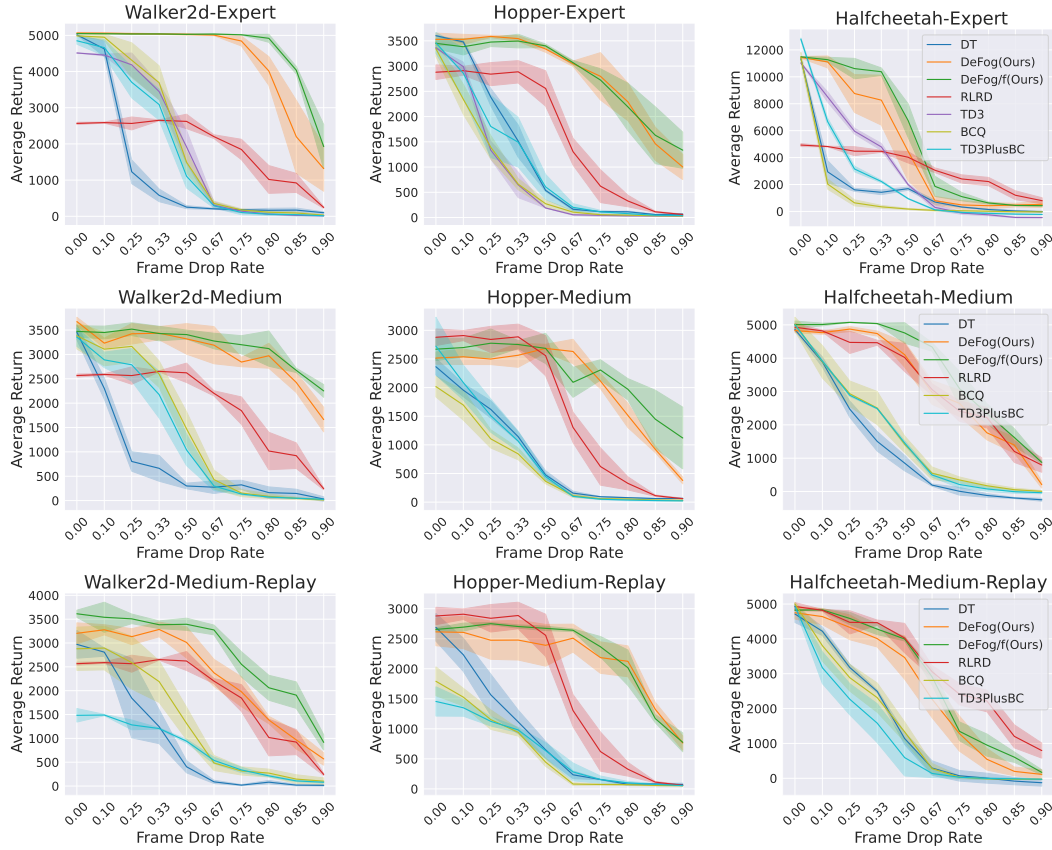 Walker2d-Expert
Average Return
5000
4000
3000
2000
1000
0
0.00 0.10 0.25 0.33 0.50 0.67 0.75 0.80 0.85 0.90
Frame Drop Rate
Hopper-Expert
Average Return
3500
3000
2500
2000
1500
1000
500
0
0.00 0.10 0.25 0.33 0.50 0.67 0.75 0.80 0.85 0.90
Frame Drop Rate
Halfcheetah-Expert
Average Return
12000
10000
8000
6000
4000
2000
0
DT
DeFog(Ours)
DeFog/f(Ours)
RLRD
TD3
BCQ
TD3PlusBC
0.00 0.10 0.25 0.33 0.50 0.67 0.75 0.80 0.85 0.90
Frame Drop Rate
Walker2d-Medium
Average Return
3500
3000
2500
2000
1500
1000
500
0
0.00 0.10 0.25 0.33 0.50 0.67 0.75 0.80 0.85 0.90
Frame Drop Rate
Hopper-Medium
Average Return
3000
2500
2000
1500
1000
500
0
0.00 0.10 0.25 0.33 0.50 0.67 0.75 0.80 0.85 0.90
Frame Drop Rate
Halfcheetah-Medium
Average Return
5000
4000
3000
2000
1000
0
DT
DeFog(Ours)
DeFog/f(Ours)
RLRD
BCQ
TD3PlusBC
0.00 0.10 0.25 0.33 0.50 0.67 0.75 0.80 0.85 0.90
Frame Drop Rate
Walker2d-Medium-Replay
Average Return
4000
3500
3000
2500
2000
1500
1000
500
0
0.00 0.10 0.25 0.33 0.50 0.67 0.75 0.80 0.85 0.90
Frame Drop Rate
Hopper-Medium-Replay
Average Return
3000
2500
2000
1500
1000
500
0
0.00 0.10 0.25 0.33 0.50 0.67 0.75 0.80 0.85 0.90
Frame Drop Rate
Halfcheetah-Medium-Replay
Average Return
5000
4000
3000
2000
1000
0
DT
DeFog(Ours)
DeFog/f(Ours)
RLRD
BCQ
TD3PlusBC
0.00 0.10 0.25 0.33 0.50 0.67 0.75 0.80 0.85 0.90
Frame Drop Rate